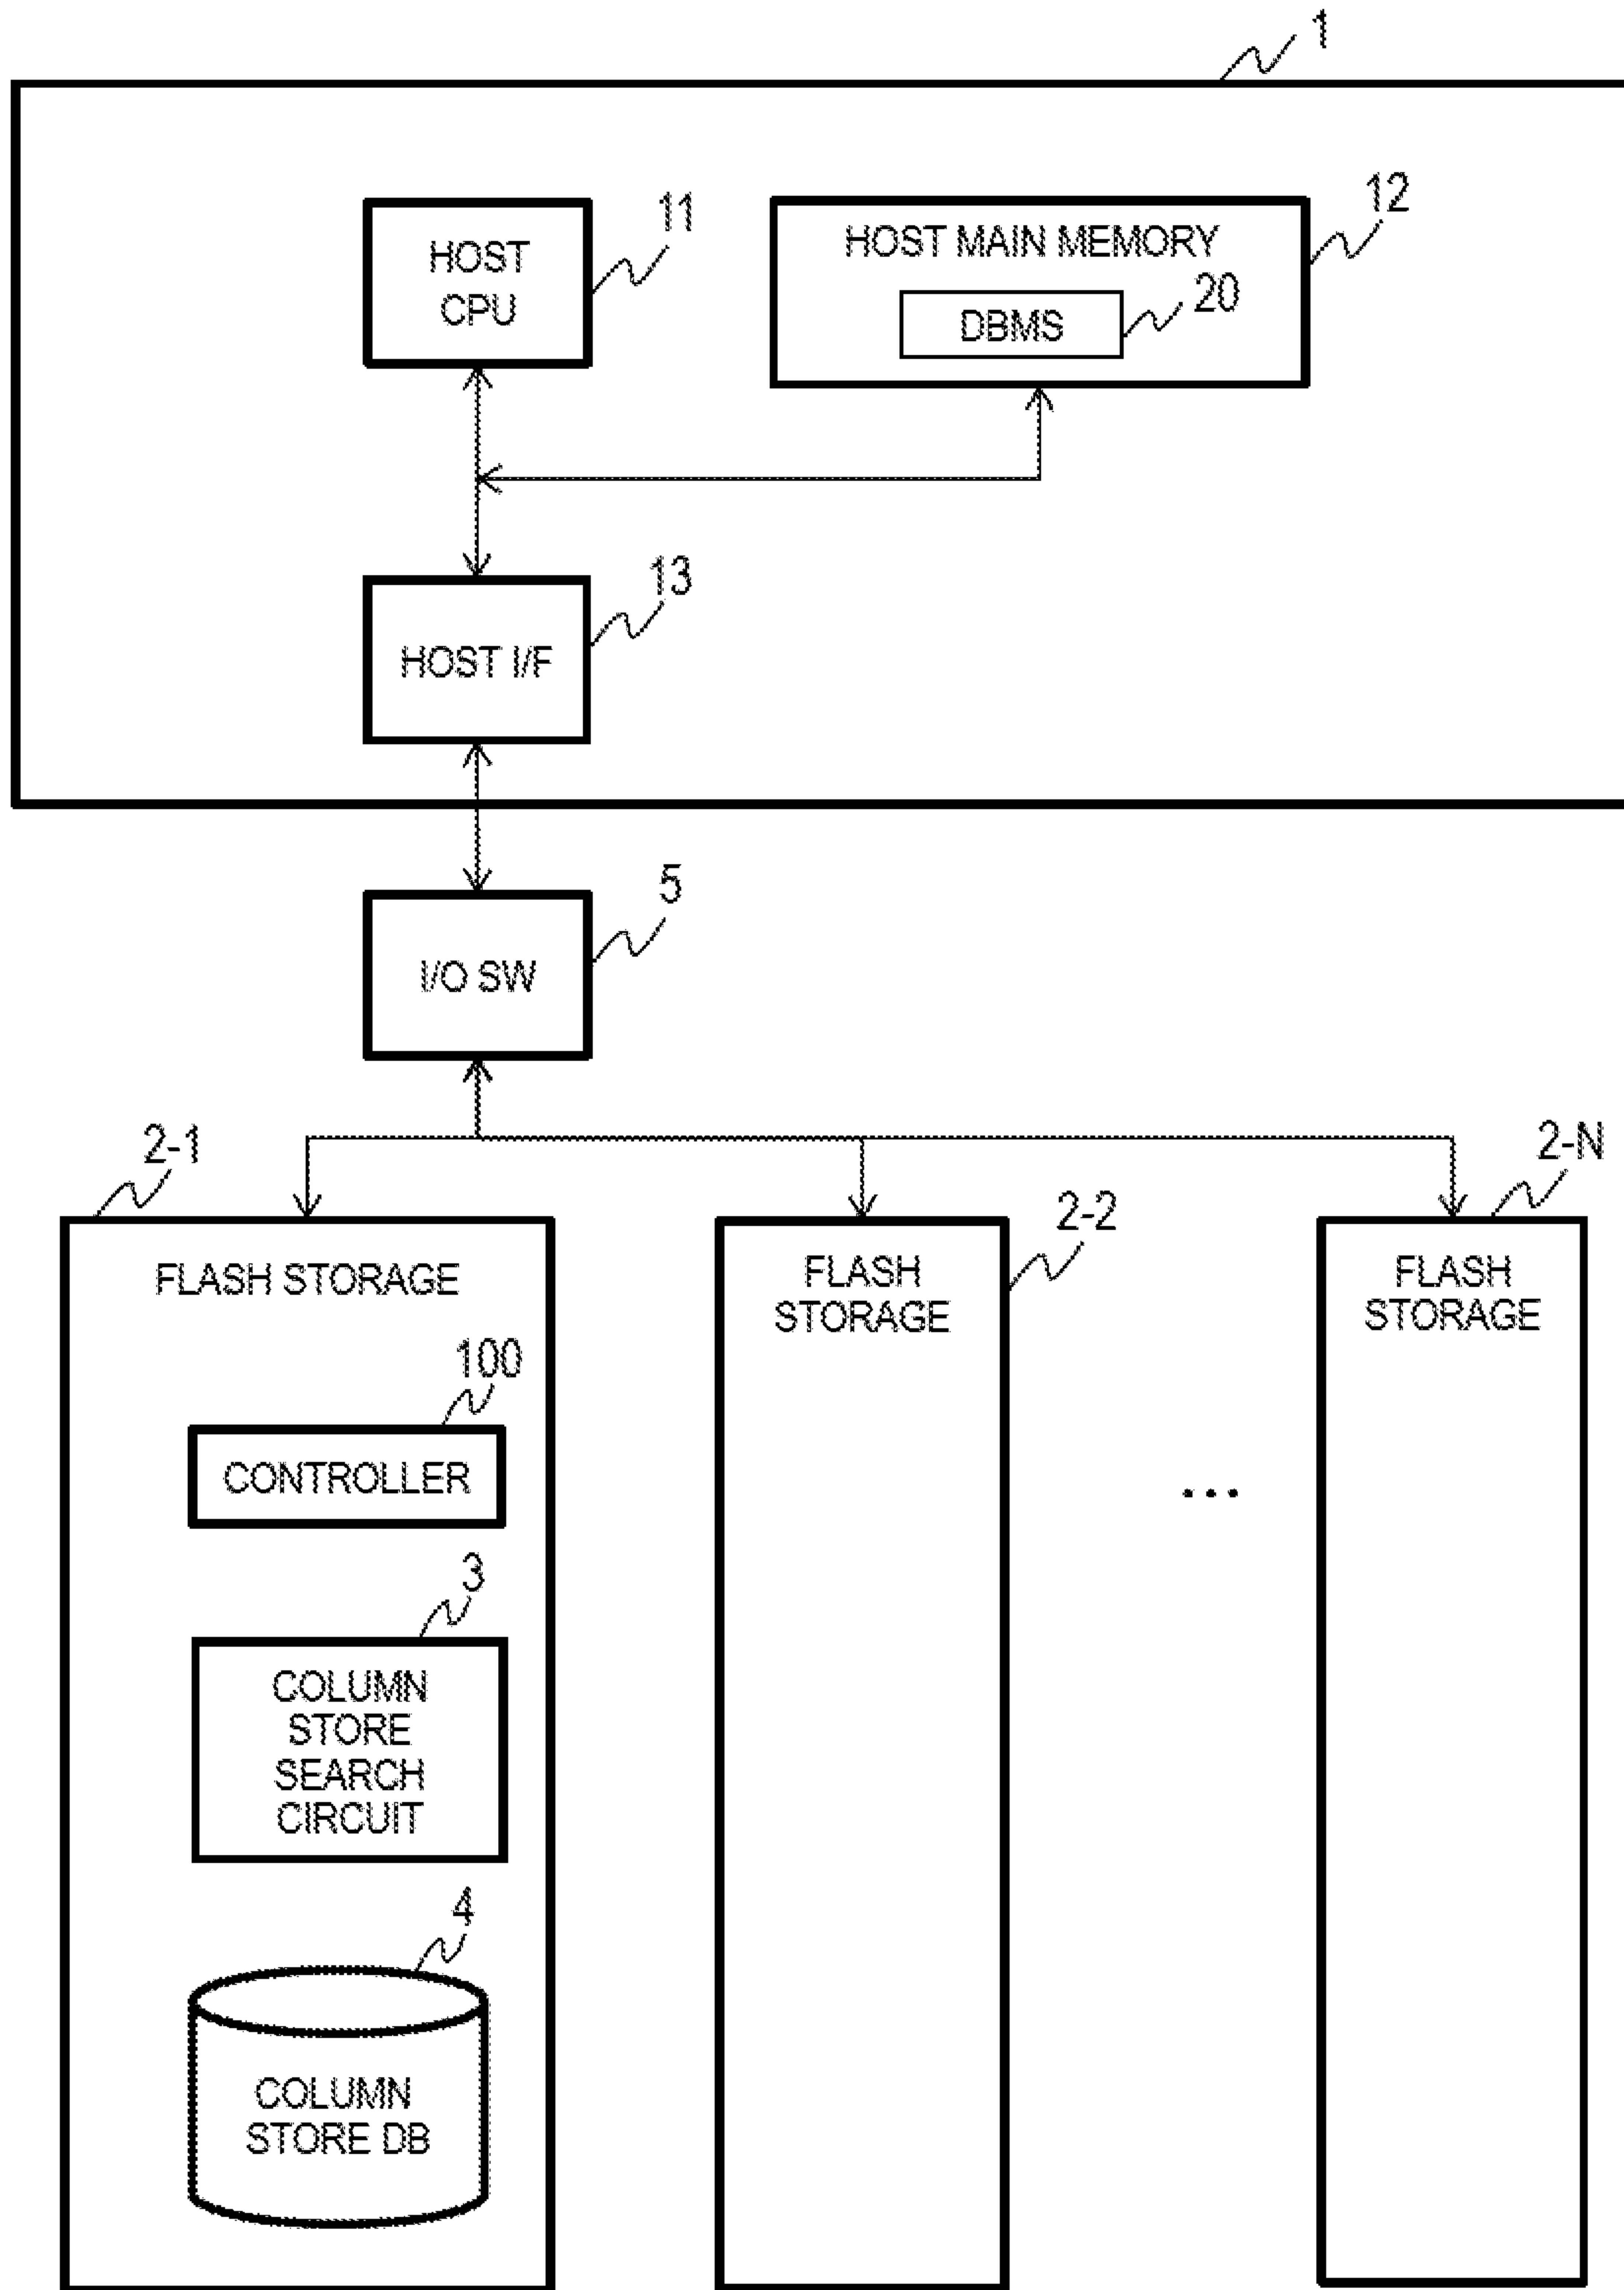 1
11
HOST
CPU
12
HOST MAIN MEMORY
20
DBMS
13
HOST I/F
5
I/O SW
2-1
FLASH STORAGE
100
CONTROLLER
3
COLUMN
STORE
SEARCH
CIRCUIT
4
COLUMN
STORE DB
2-2
FLASH
STORAGE
...
2-N
FLASH
STORAGE